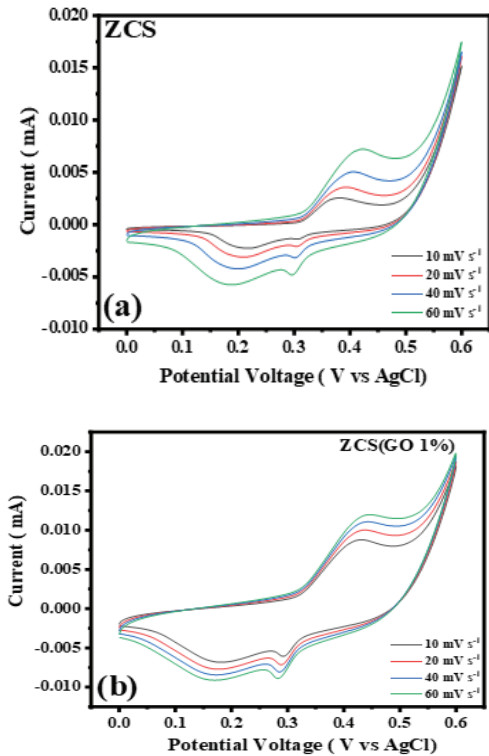 ZCS
0.020
0.015
0.010
0.005
0.000
-0.005
-0.010
Current ( mA)
(a)
10 mV s⁻¹
20 mV s⁻¹
40 mV s⁻¹
60 mV s⁻¹
0.0 0.1 0.2 0.3 0.4 0.5 0.6
Potential Voltage ( V vs AgCl)
ZCS(GO 1%)
0.020
0.015
0.010
0.005
0.000
-0.005
-0.010
Current ( mA)
(b)
10 mV s⁻¹
20 mV s⁻¹
40 mV s⁻¹
60 mV s⁻¹
0.0 0.1 0.2 0.3 0.4 0.5 0.6
Potential Voltage ( V vs AgCl)